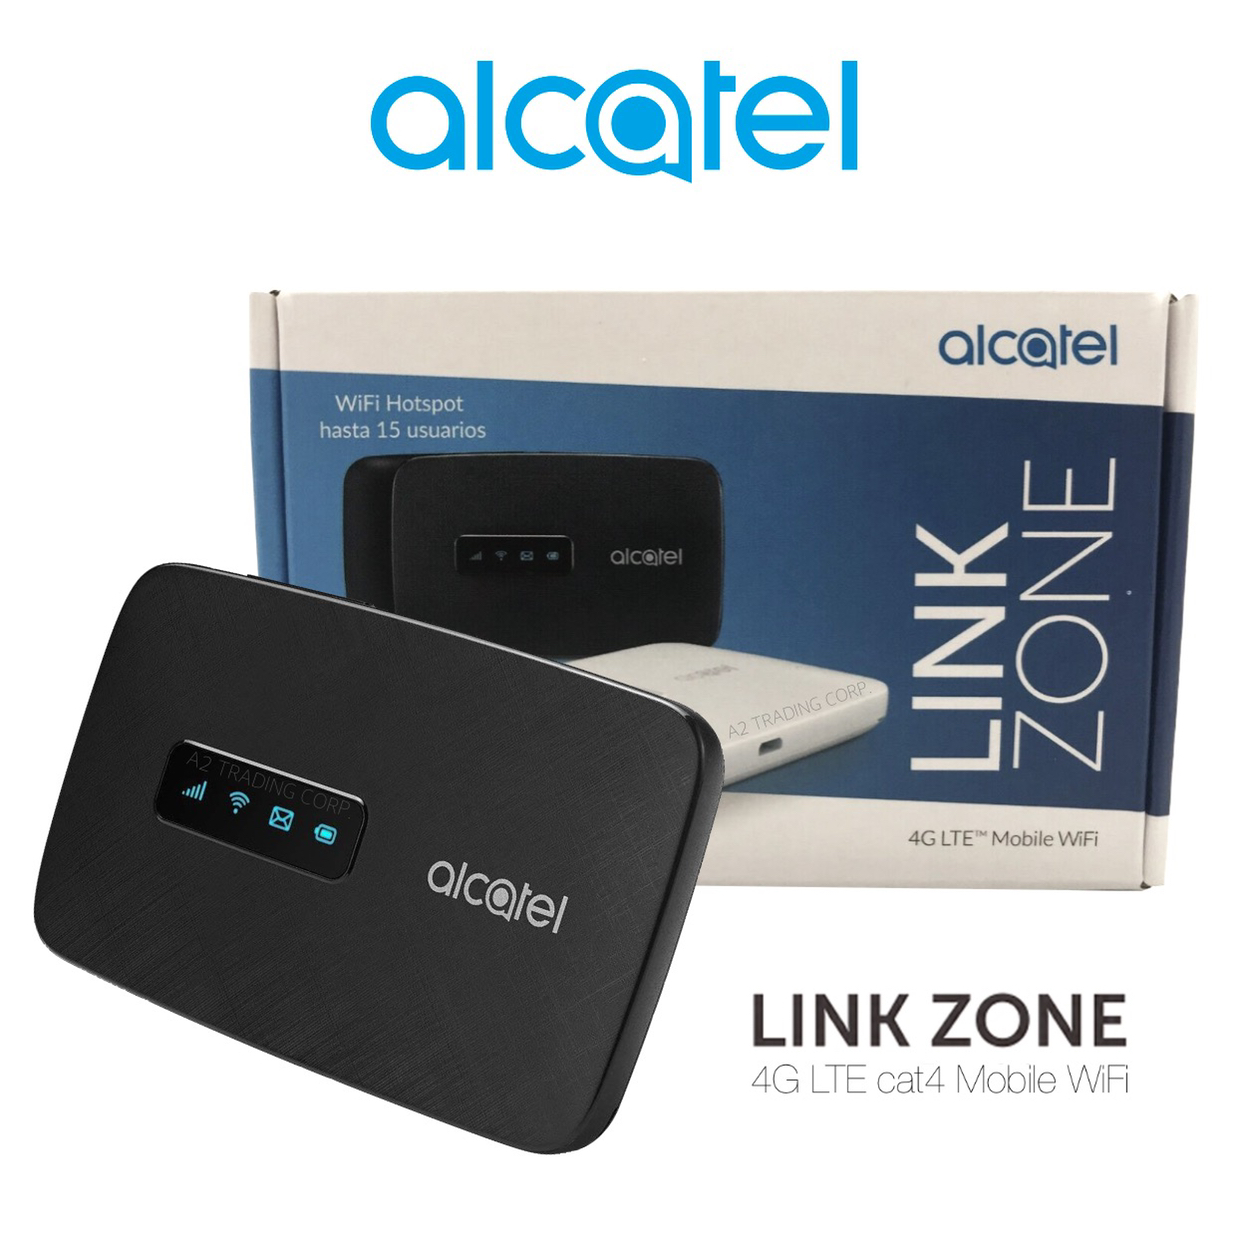 alcatel
alcatel
WiFi Hotspot
hasta 15 usuarios
alcatel
alcatel
A2 TRADING CORP.
LINK
ZONE
4G LTE™ Mobile WiFi
A2 TRADING CORP.
alcatel
LINK ZONE
4G LTE cat4 Mobile WiFi